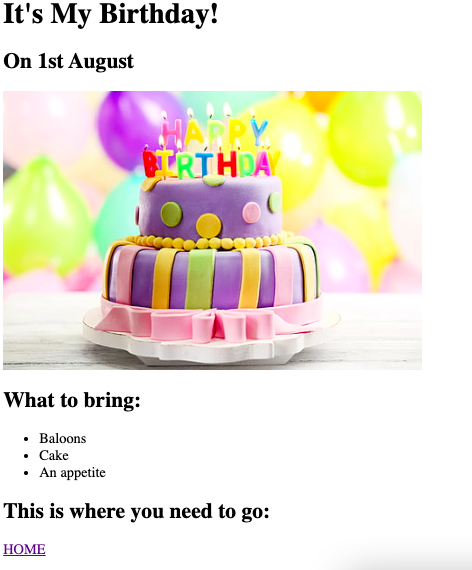 It's My Birthday!
On 1st August
HAPPY
BIRTHDAY
What to bring:
Baloons
Cake
An appetite
This is where you need to go:
HOME